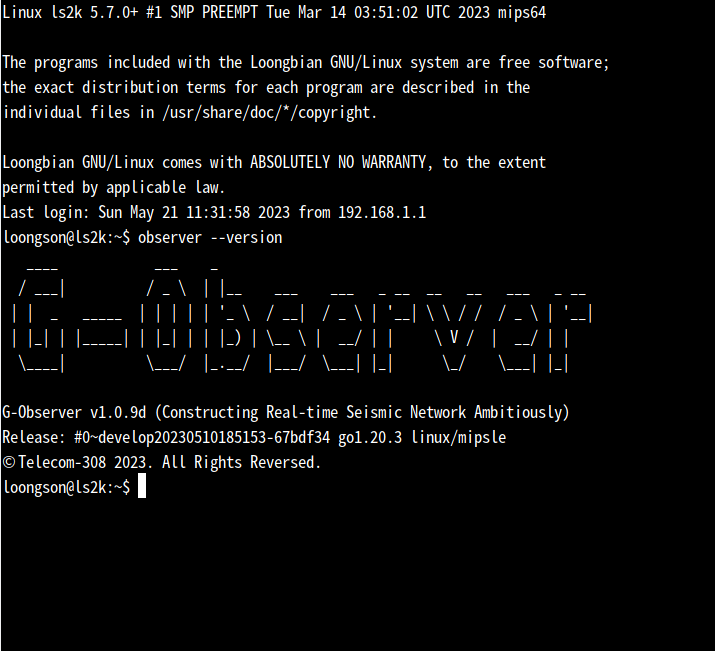 Linux ls2k 5.7.0+ #1 SMP PREEMPT Tue Mar 14 03:51:02 UTC 2023 mips64
The programs included with the Loongbian GNU/Linux system are free software;
the exact distribution terms for each program are described in the
individual files in /usr/share/doc/*/copyright.
Loongbian GNU/Linux comes with ABSOLUTELY NO WARRANTY, to the extent
permitted by applicable law.
Last login: Sun May 21 11:31:58 2023 from 192.168.1.1
loongson@ls2k:~$ observer --version
G-Observer
G-Observer v1.0.9d (Constructing Real-time Seismic Network Ambitiously)
Release: #0~develop20230510185153-67bdf34 go1.20.3 linux/mipsle
©Telecom-308 2023. All Rights Reversed.
loongson@ls2k:~$